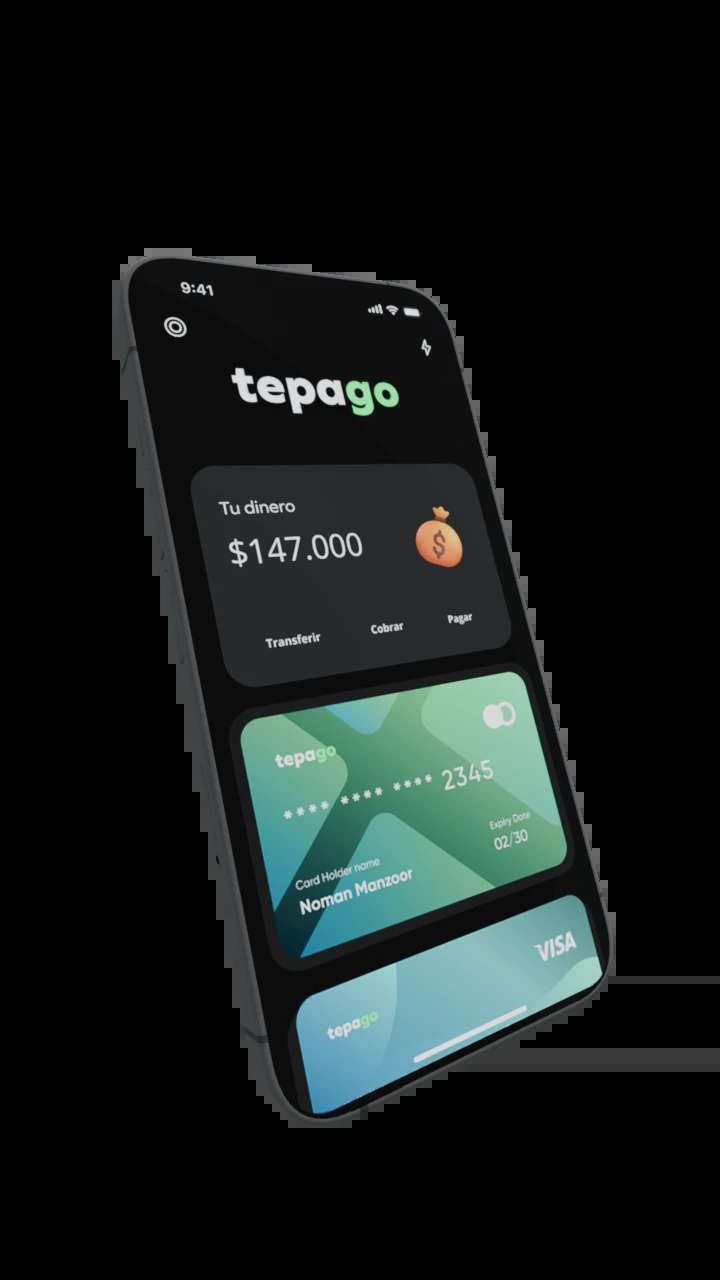 9:41
tepago
Tu dinero
$147.000
Transferir Cobrar Pagar
tepago
**** **** **** 2345
Card Holder name
Noman Manzoor
Expiry Date
02/30
VISA
tepago